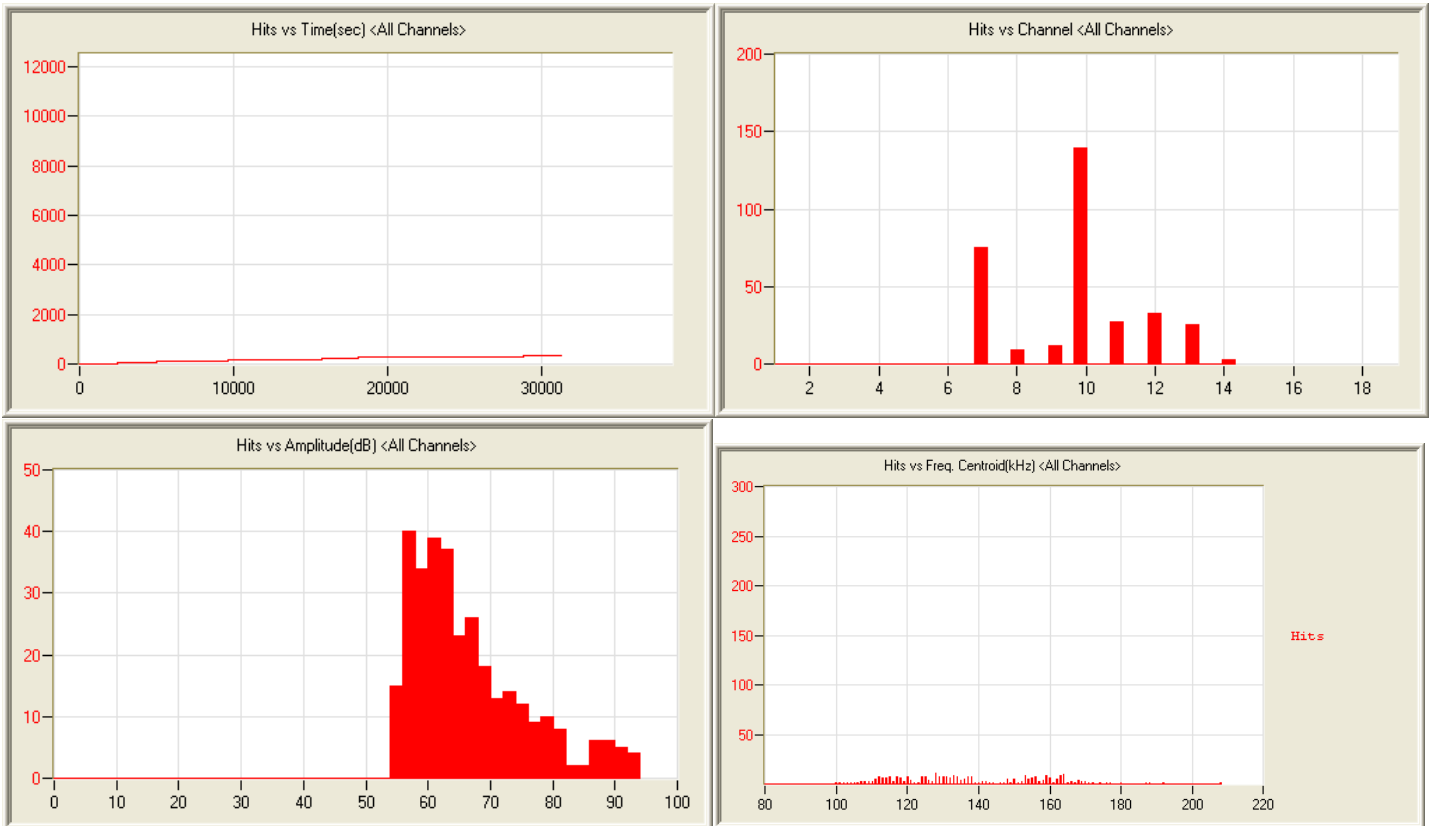 Hits vs Time(sec) <All Channels>
12000
10000
8000
6000
4000
2000
0
0 10000 20000 30000
Hits vs Channel <All Channels>
200
150
100
50
0
2 4 6 8 10 12 14 16 18
Hits vs Amplitude(dB) <All Channels>
50
40
30
20
10
0
0 10 20 30 40 50 60 70 80 90 100
Hits vs Freq. Centroid(kHz) <All Channels>
300
250
200
150
100
50
80 100 120 140 160 180 200 220
Hits